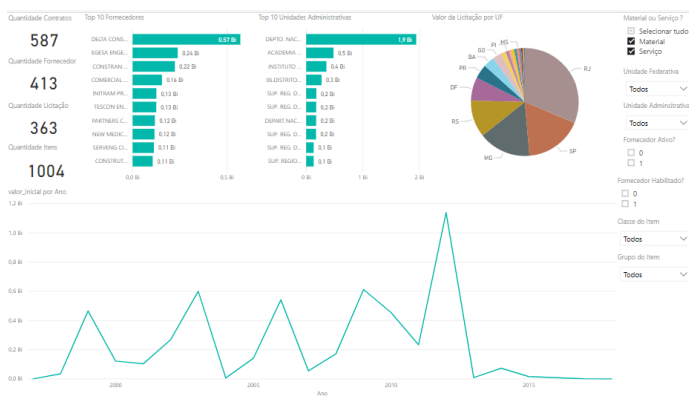 Quantidade Contratos
587
Quantidade Fornecedor
413
Quantidade Licitação
363
Quantidade Itens
1004
Top 10 Fornecedores
DELTA CONS... 0,57 Bi
EGESA ENGE... 0,24 Bi
CONSTRAN ... 0,22 Bi
COMERCIAL... 0,16 Bi
INITRAM PR... 0,13 Bi
TESCON EN... 0,13 Bi
PARTNERS C... 0,12 Bi
NEW MEDIC... 0,12 Bi
SERVENG CI... 0,11 Bi
CONSTRUT... 0,11 Bi
0,0 Bi 0,5 Bi
Top 10 Unidades Administrativas
DEPTO. NAC... 1,9 Bi
ACADEMIA ... 0,5 Bi
INSTITUTO ... 0,4 Bi
06.DISTRITO... 0,3 Bi
SUP. REG. D... 0,2 Bi
SUP. REG. D... 0,2 Bi
DEPART.NAC... 0,2 Bi
SUP. REG. D... 0,2 Bi
SUP. REG. D... 0,1 Bi
SUP. REGIO... 0,1 Bi
0 Bi 1 Bi 2 Bi
Valor da Licitação por UF
RJ
SP
MG
RS
DF
PR
BA
GO
PI
MS
Material ou Serviço ?
Selecionar tudo
Material
Serviço
Unidade Federativa
Todos
Unidade Adminstrativa
Todos
Fornecedor Ativo?
0
1
Fornecedor Habilitado?
0
1
Classe do Item
Todos
Grupo do Item
Todos
valor_inicial por Ano
1,2 Bi
1,0 Bi
0,8 Bi
0,6 Bi
0,4 Bi
0,2 Bi
0,0 Bi
2000 2005 2010 2015
Ano